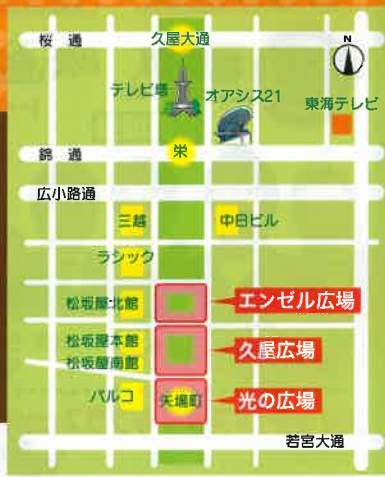 桜通
久屋大通
N
テレビ塔
オアシス21
東海テレビ
錦通
栄
広小路通
三越
中日ビル
ラシック
松坂屋北館
エンゼル広場
松坂屋本館
久屋広場
松坂屋南館
パルコ
矢場町
光の広場
若宮大通